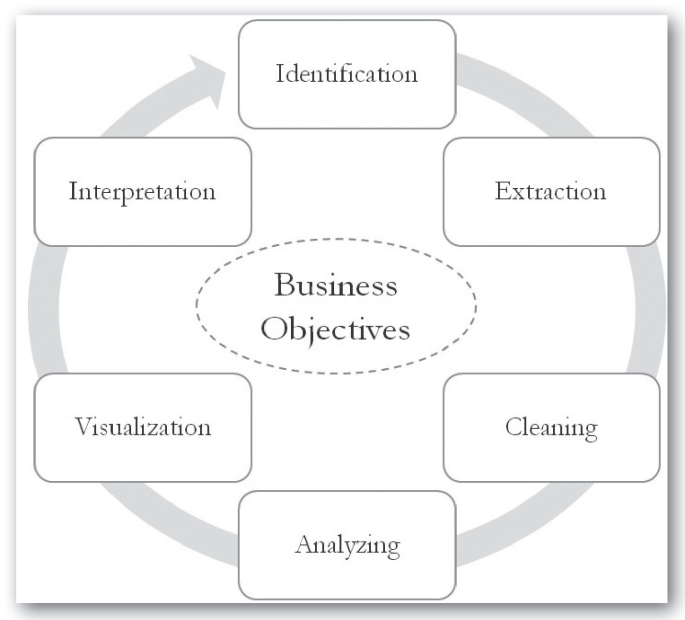 Identification
Interpretation
Extraction
Business
Objectives
Visualization
Cleaning
Analyzing